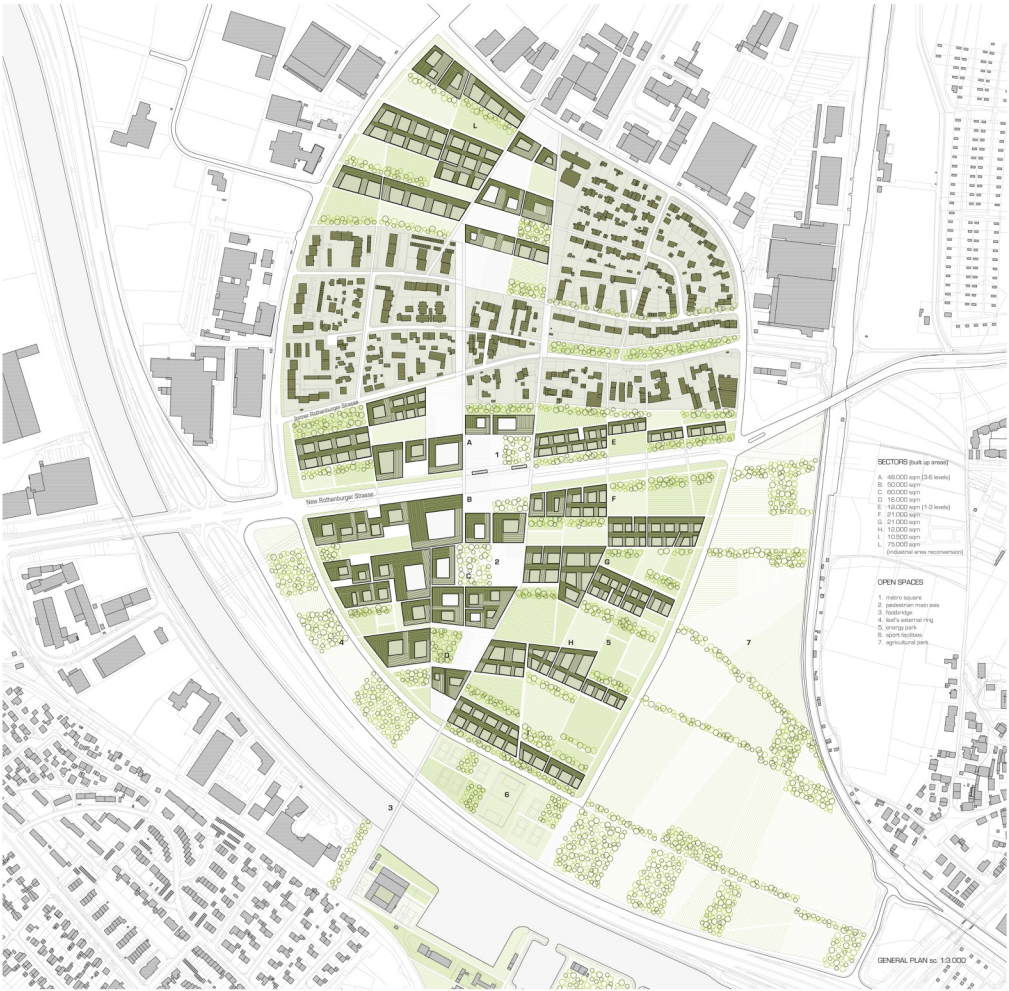 L
former Rothenburger Strasse
A
1
E
New Rothenburger Strasse
B
F
C
2
G
D
H
5
4
7
I
3
6
SECTORS (built up areas)
A. 48.000 sqm (3-6 levels)
B. 50.000 sqm
C. 60.000 sqm
D. 16.000 sqm
E. 12.000 sqm (1-3 levels)
F. 21.000 sqm
G. 21.000 sqm
H. 12.000 sqm
I. 10.500 sqm
L. 75.000 sqm
(industrial area reconversion)
OPEN SPACES
1. metro square
2. pedestrian main axis
3. footbridge
4. leaf's external ring
5. energy park
6. sport facilities
7. agricultural park
GENERAL PLAN sc. 1:3.000